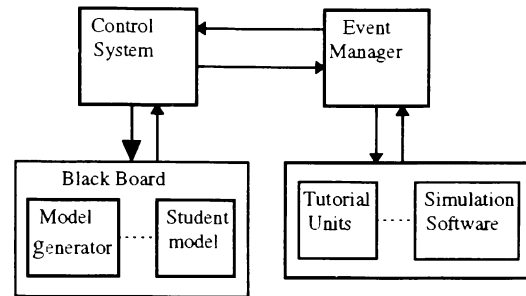 Control
System
Event
Manager
Black Board
Model
generator
Student
model
Tutorial
Units
Simulation
Software